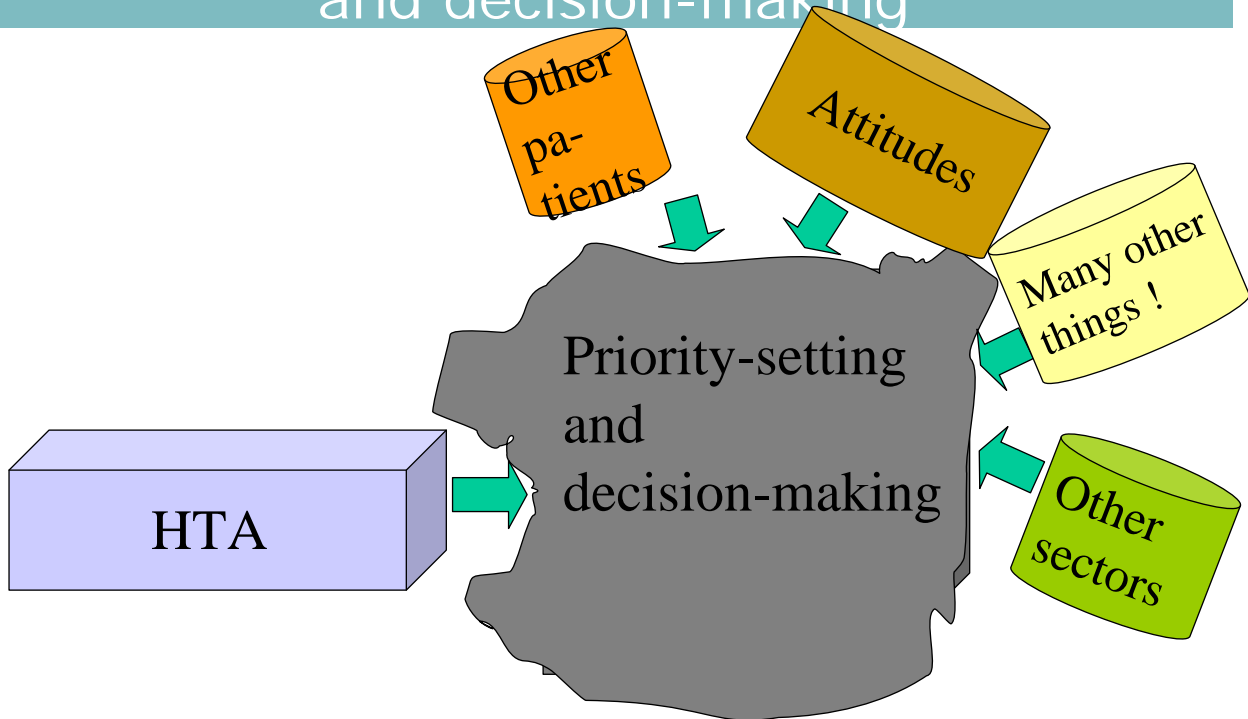 and decision-making
Other
pa-
tients
Attitudes
Many other
things !
Priority-setting
and
decision-making
HTA
Other
sectors